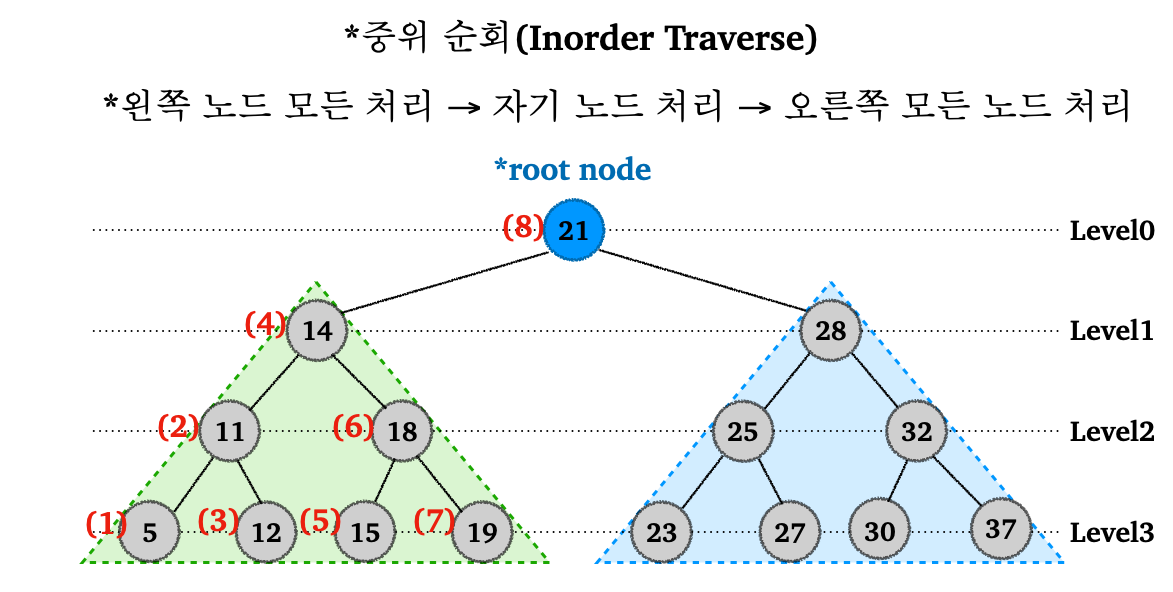 *중위 순회(Inorder Traverse)
*왼쪽 노드 모든 처리 → 자기 노드 처리 → 오른쪽 모든 노드 처리
*root node
(8) 21 Level0
(4) 14 28 Level1
(2) 11 (6) 18 25 32 Level2
(1) 5 (3) 12 (5) 15 (7) 19 23 27 30 37 Level3